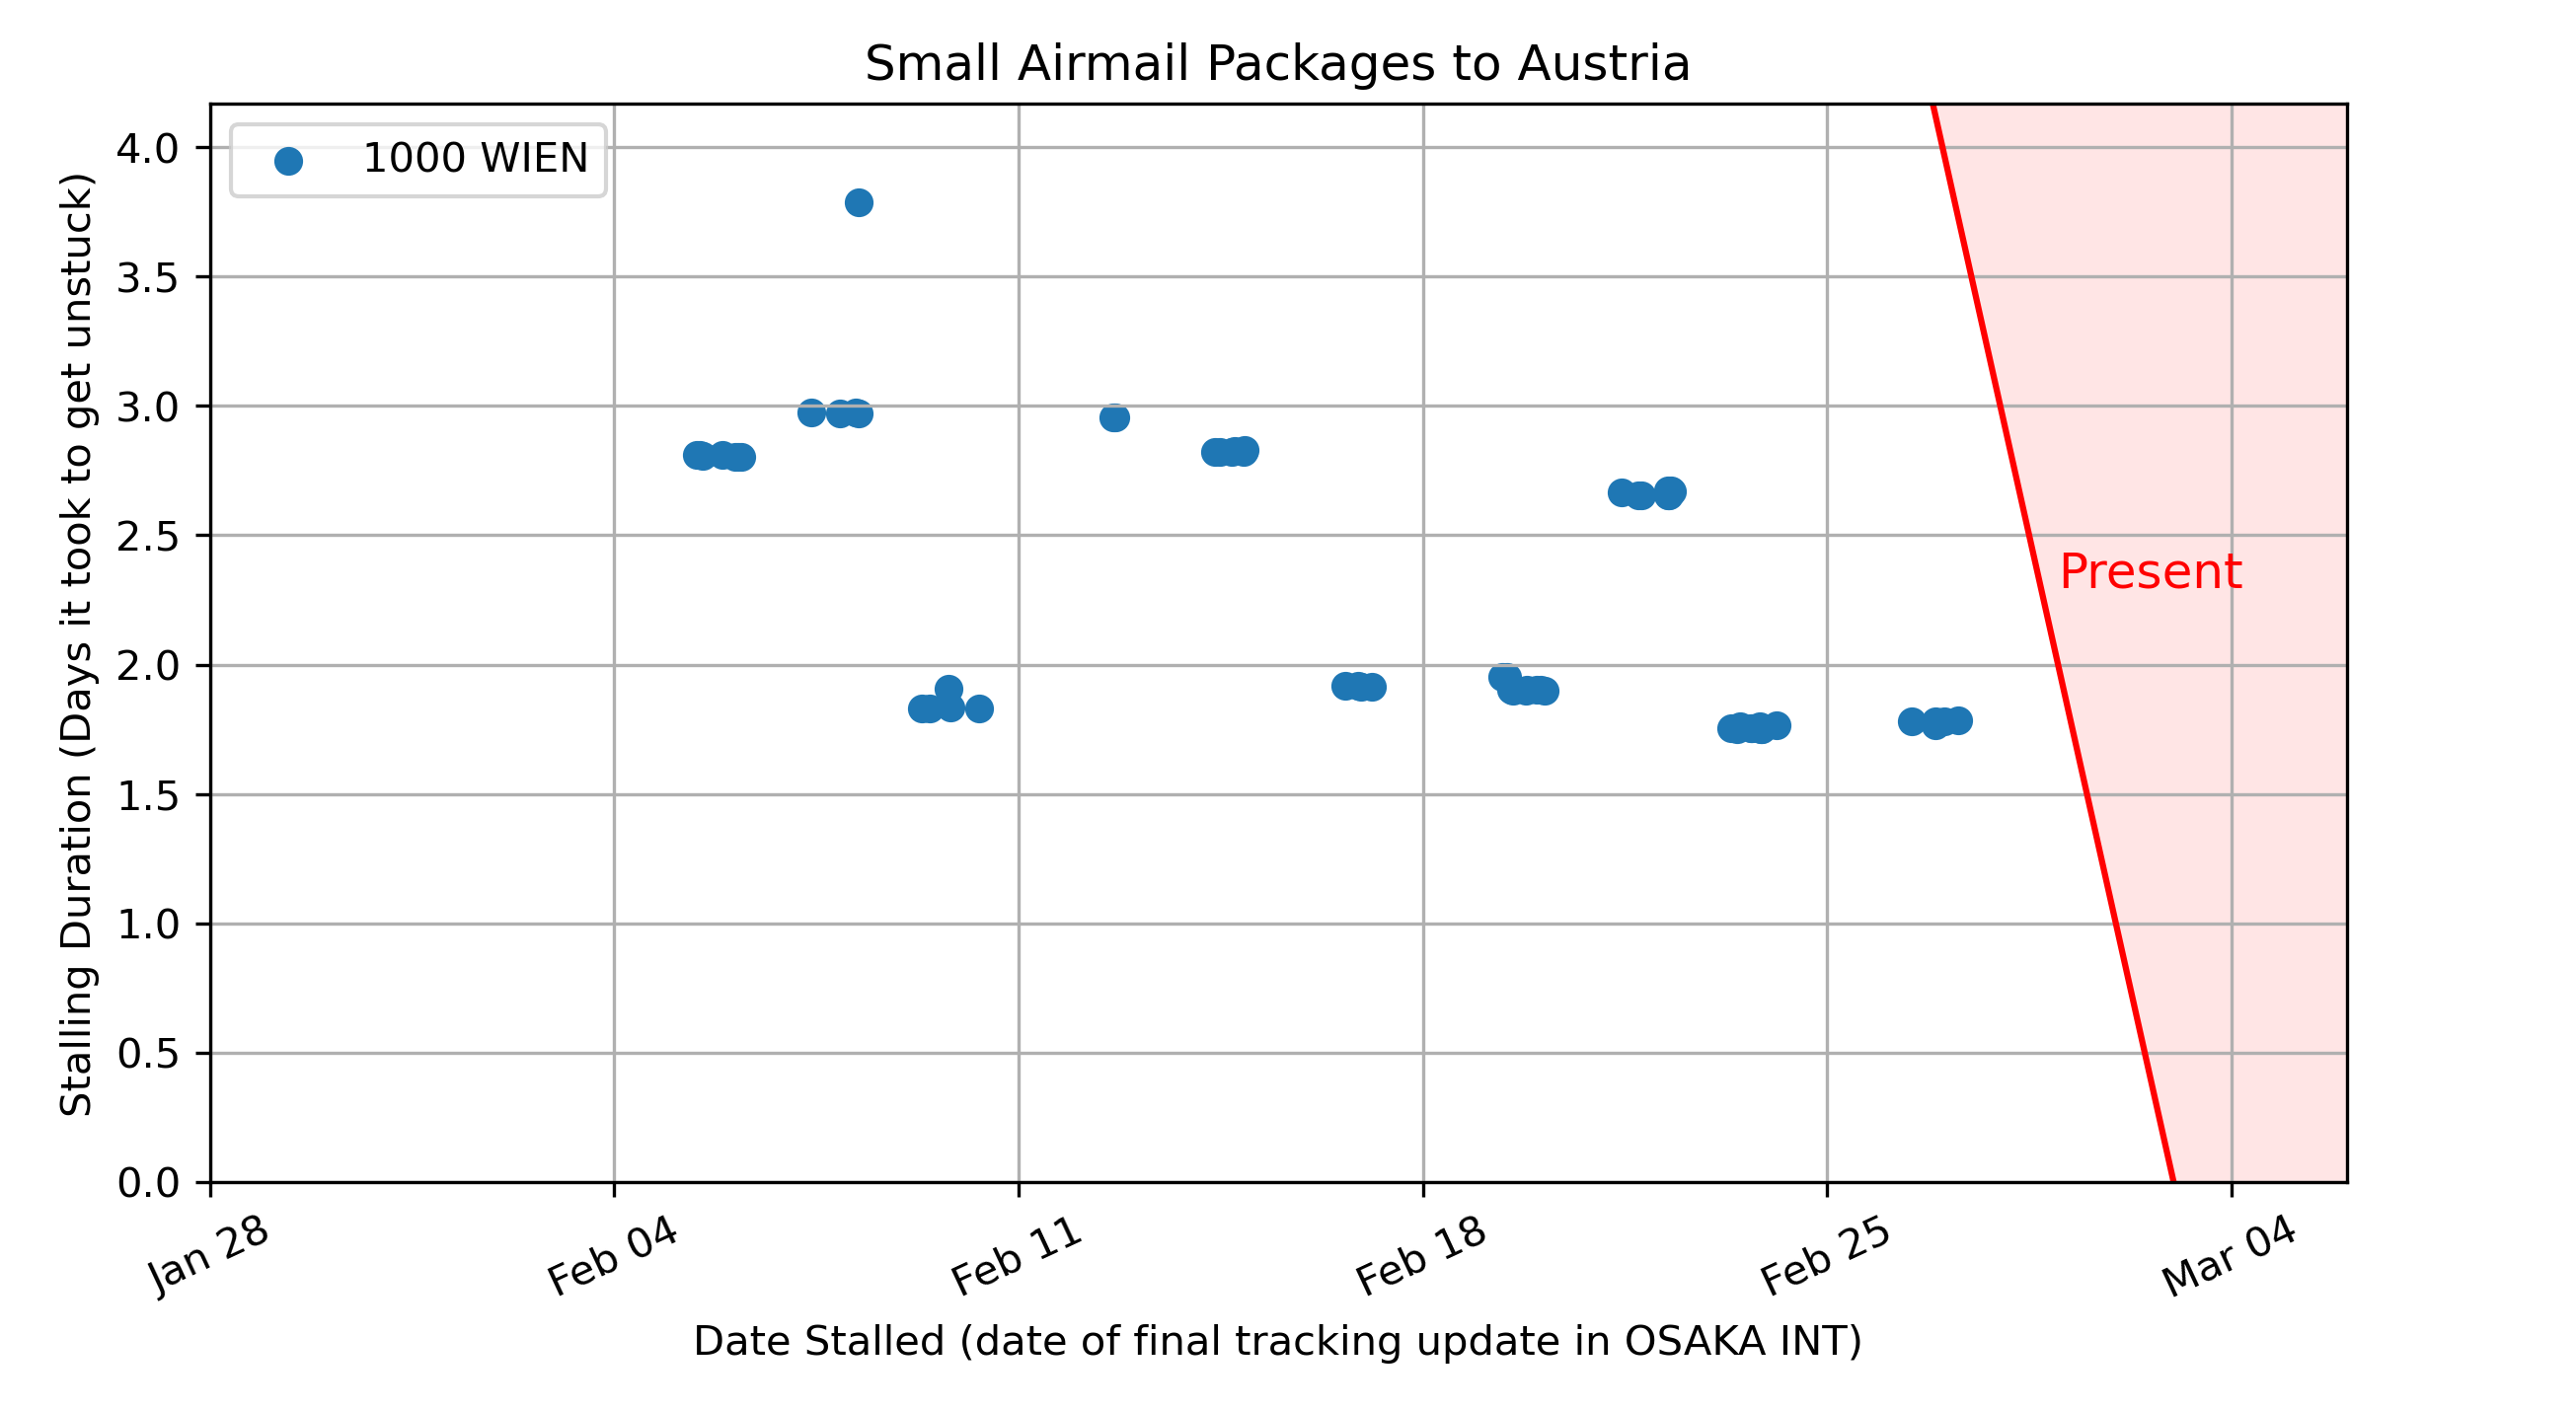 Small Airmail Packages to Austria
1000 WIEN
4.0
3.5
3.0
2.5
2.0
1.5
1.0
0.5
0.0
Stalling Duration (Days it took to get unstuck)
Present
Jan 28
Feb 04
Feb 11
Feb 18
Feb 25
Mar 04
Date Stalled (date of final tracking update in OSAKA INT)